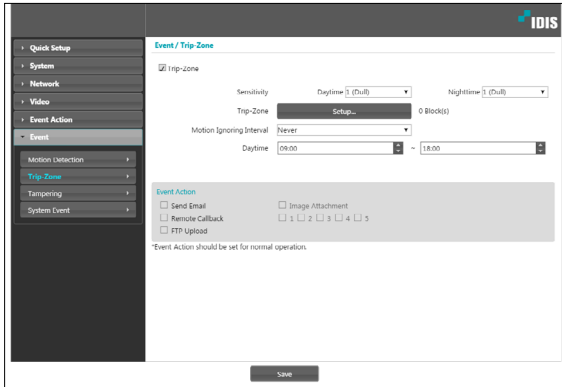 IDIS
Quick Setup
System
Network
Video
Event Action
Event
Motion Detection
Trip-Zone
Tampering
System Event
Event / Trip-Zone
Trip-Zone
Sensitivity Daytime 1 (Dull) Nighttime 1 (Dull)
Trip-Zone Setup... 0 Block(s)
Motion Ignoring Interval Never
Daytime 09:00 ~ 18:00
Event Action
Send Email Image Attachment
Remote Callback 1 2 3 4 5
FTP Upload
*Event Action should be set for normal operation.
Save